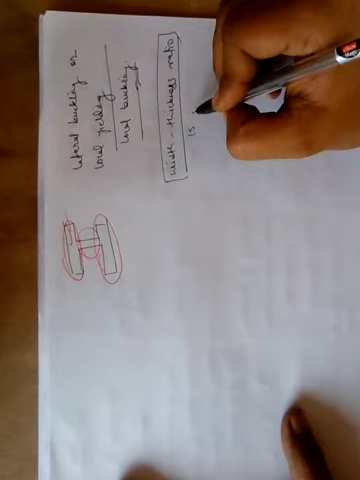 lateral buckling or
local yielding
local buckling
width - thickness ratio
is